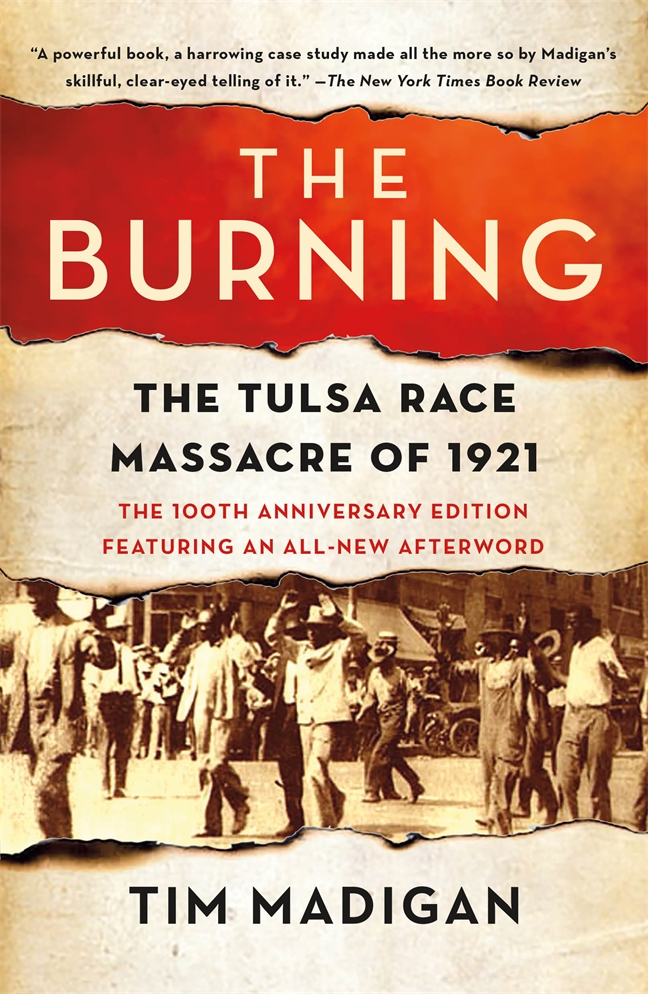 “A powerful book, a harrowing case study made all the more so by Madigan’s
skillful, clear-eyed telling of it.” —The New York Times Book Review
THE
BURNING
THE TULSA RACE
MASSACRE OF 1921
THE 100TH ANNIVERSARY EDITION
FEATURING AN ALL-NEW AFTERWORD
TIM MADIGAN